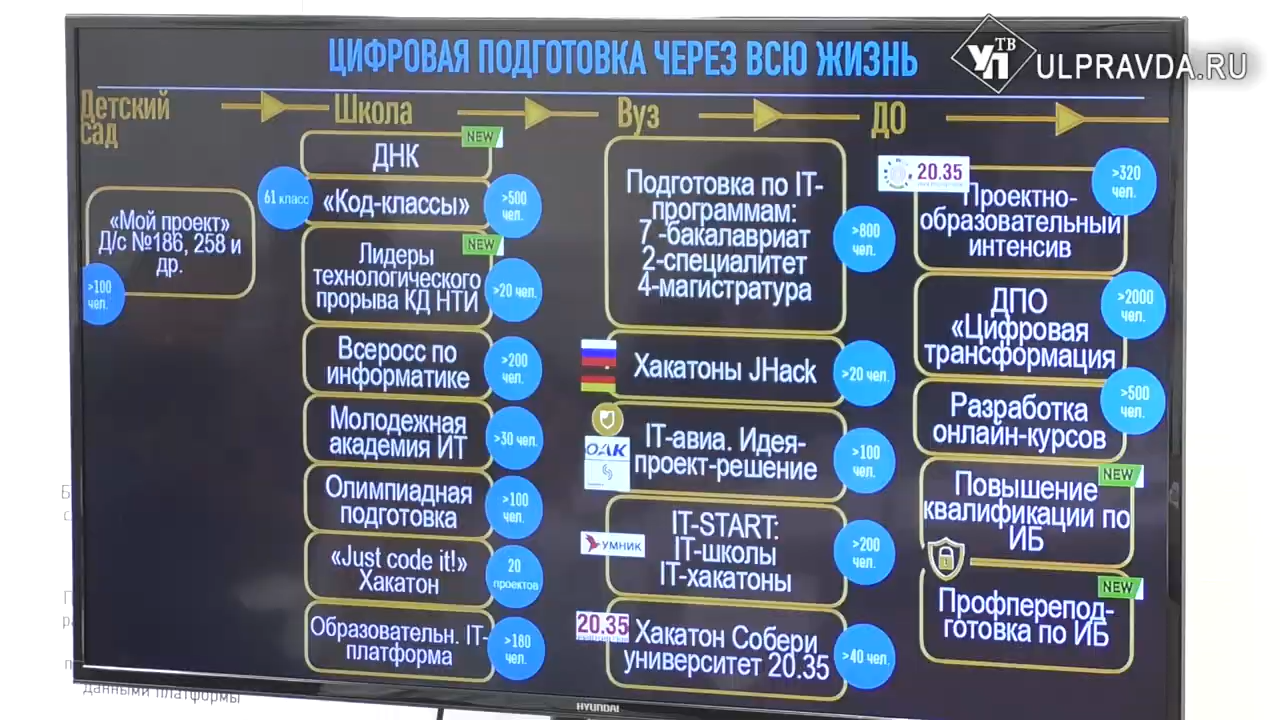 ЦИФРОВАЯ ПОДГОТОВКА ЧЕРЕЗ ВСЮ ЖИЗНЬ
УП ТВ
ULPRAVDA.RU
Детский
сад
Школа
Вуз
ДО
«Мой проект»
Д/с №186, 258 и
др.
>100
чел.
ДНК
NEW
61 класс
«Код-классы»
>500
чел.
Лидеры
технологического
прорыва КД НТИ
NEW
>20 чел.
Всеросс по
информатике
>200
чел.
Молодежная
академия ИТ
>30 чел.
Олимпиадная
подготовка
>100
чел.
«Just code it!»
Хакатон
20
проектов
Образовательн. IT-
платформа
>180
чел.
Подготовка по IT-
программам:
7 -бакалавриат
2-специалитет
4-магистратура
>800
чел.
Хакатоны JHack
>20 чел.
ОАК
IT-авиа. Идея-
проект-решение
>100
чел.
УМНИК
IT-START:
IT-школы
IT-хакатоны
>200
чел.
20.35
Хакатон Собери
университет 20.35
>40 чел.
20.35
Проектно-
образовательный
интенсив
>320
чел.
ДПО
«Цифровая
трансформация
>2000
чел.
Разработка
онлайн-курсов
>500
чел.
Повышение
квалификации по
ИБ
NEW
Профперепод-
готовка по ИБ
NEW
данными платформы
HYUNDAI